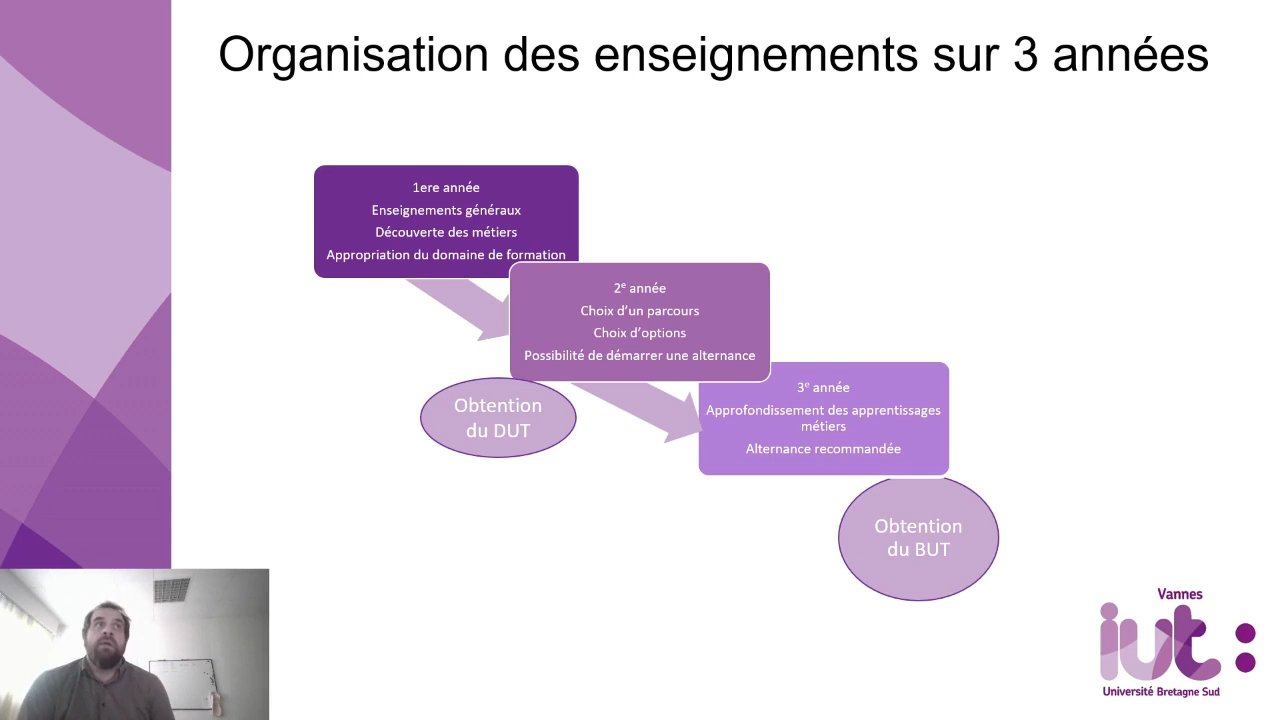 Organisation des enseignements sur 3 années
1ere année
Enseignements généraux
Découverte des métiers
Appropriation du domaine de formation
2e année
Choix d'un parcours
Choix d'options
Possibilité de démarrer une alternance
Obtention
du DUT
3e année
Approfondissement des apprentissages
métiers
Alternance recommandée
Obtention
du BUT
Vannes
iut:
Université Bretagne Sud